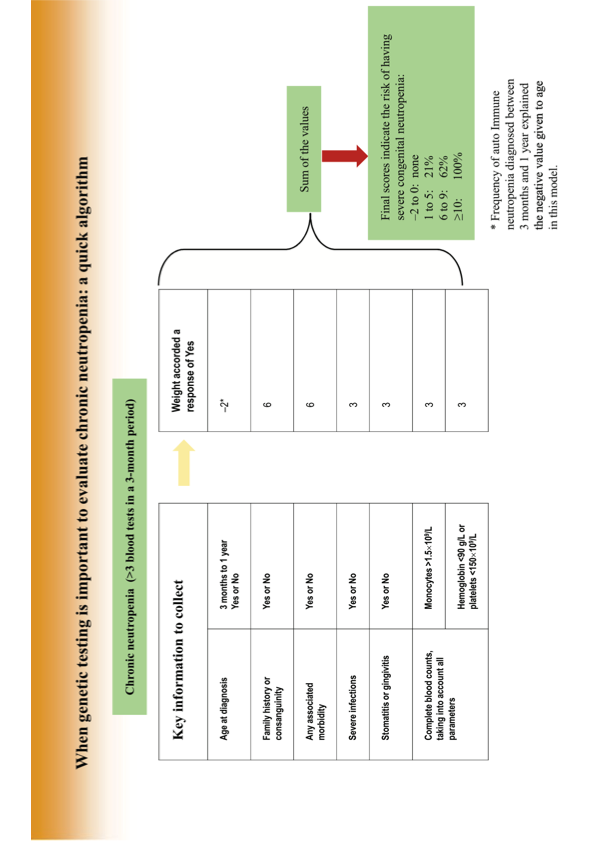 When genetic testing is important to evaluate chronic neutropenia: a quick algorithm
Chronic neutropenia (>3 blood tests in a 3-month period)
Key information to collect
Weight accorded a
response of Yes
Age at diagnosis
3 months to 1 year
Yes or No
–2*
Family history or
consanguinity
Yes or No
6
Any associated
morbidity
Yes or No
6
Severe infections
Yes or No
3
Stomatitis or gingivitis
Yes or No
3
Complete blood counts,
taking into account all
parameters
Monocytes >1.5×10⁹/L
3
Hemoglobin <90 g/L or
platelets <150×10⁹/L
3
Sum of the values
Final scores indicate the risk of having
severe congenital neutropenia:
–2 to 0: none
1 to 5: 21%
6 to 9: 62%
≥10: 100%
* Frequency of auto Immune
neutropenia diagnosed between
3 months and 1 year explained
the negative value given to age
in this model.